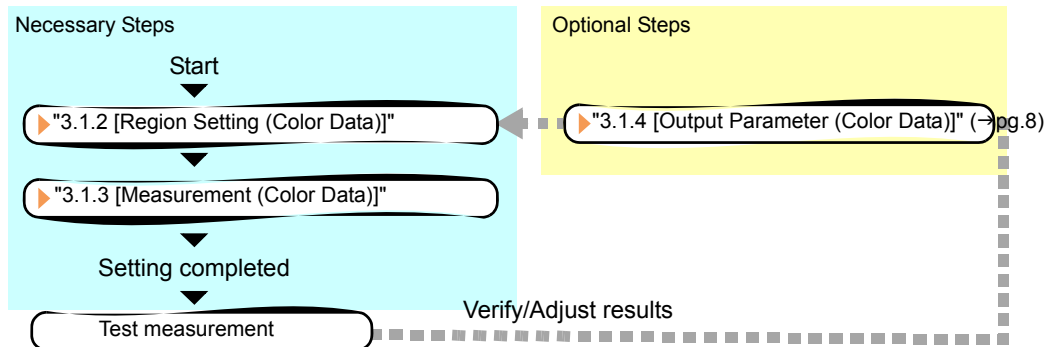 Necessary Steps
Start
"3.1.2 [Region Setting (Color Data)]"
"3.1.3 [Measurement (Color Data)]"
Setting completed
Test measurement
Optional Steps
"3.1.4 [Output Parameter (Color Data)]" (→pg.8)
Verify/Adjust results